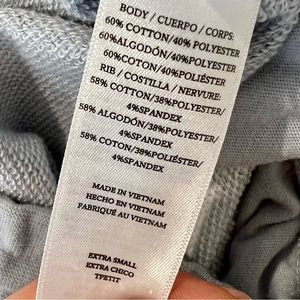 BODY / CUERPO / CORPS:
60% COTTON/40% POLYESTER
60%ALGODÓN/40%POLYESTER
60%COTON/40%POLIÉSTER
RIB / COSTILLA / NERVURE:
58% COTTON/38%POLYESTER/
4%SPANDEX
58% ALGODÓN/38%POLYESTER/
4%SPANDEX
58% COTON/38%POLIÉSTER/
4%SPANDEX
MADE IN VIETNAM
HECHO EN VIETNAM
FABRIQUÉ AU VIETNAM
EXTRA SMALL
EXTRA CHICO
TPETIT